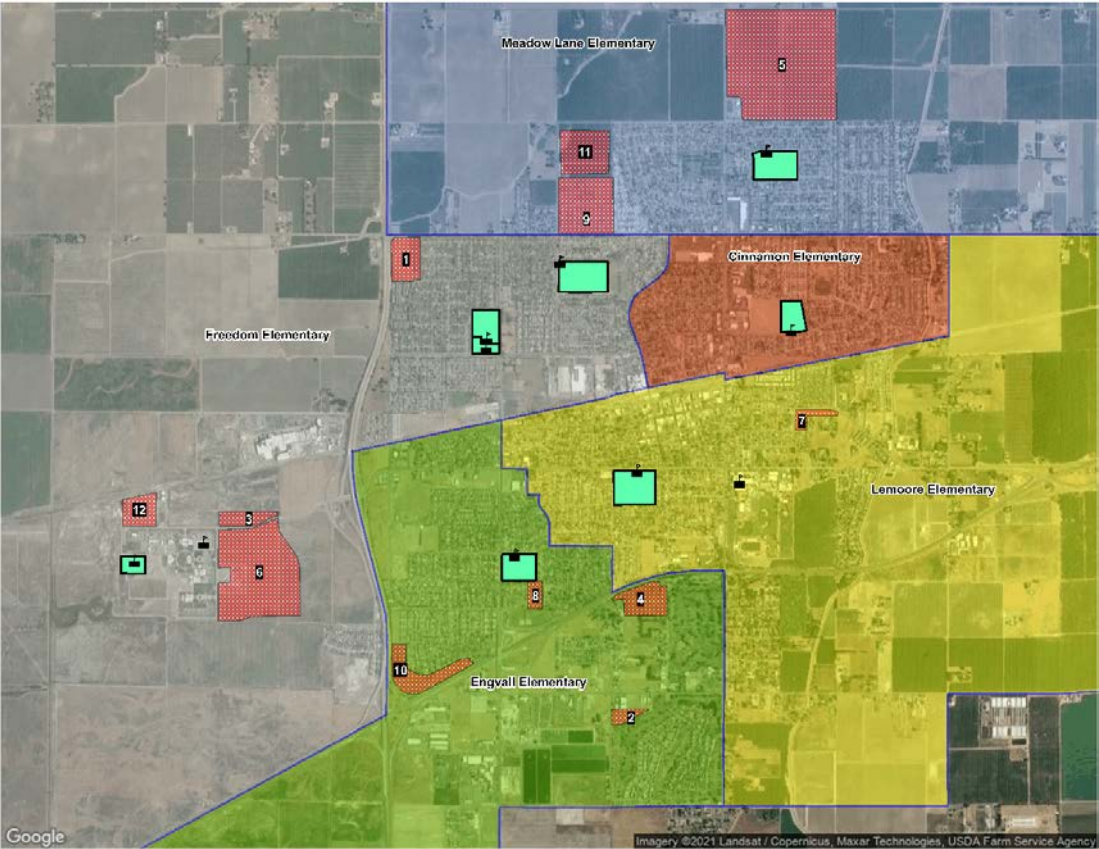 Meadow Lane Elementary
5
11
9
1
Cinnamon Elementary
Freedom Elementary
7
Lemoore Elementary
12
3
6
8
4
10
Engvall Elementary
2
Google
Imagery ©2021 Landsat / Copernicus, Maxar Technologies, USDA Farm Service Agency